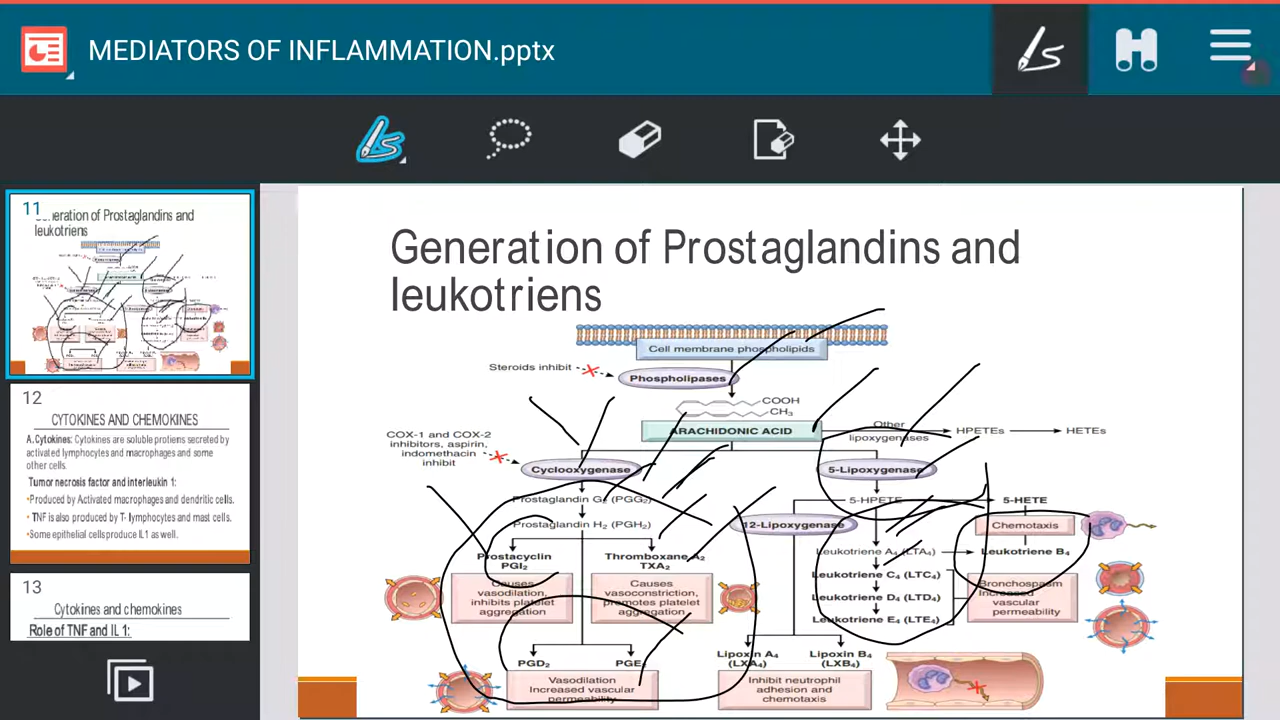 MEDIATORS OF INFLAMMATION.pptx
11
Generation of Prostaglandins and
leukotriens
12
CYTOKINES AND CHEMOKINES
A. Cytokines: Cytokines are soluble proteins secreted by
activated lymphocytes and macrophages and some
other cells.
Tumor necrosis factor and interleukin 1:
•Produced by Activated macrophages and dendritic cells.
• TNF is also produced by T- lymphocytes and mast cells.
•Some epithelial cells produce IL1 as well.
13
Cytokines and chemokines
Role of TNF and IL 1:
Generation of Prostaglandins and
leukotriens
Cell membrane phospholipids
Steroids inhibit
Phospholipases
COOH
CH3
ARACHIDONIC ACID
Other
lipoxygenases
HPETEs
HETEs
COX-1 and COX-2
inhibitors, aspirin,
indomethacin
inhibit
Cyclooxygenase
5-Lipoxygenase
Prostaglandin G2 (PGG2)
5-HPETE
5-HETE
Prostaglandin H2 (PGH2)
12-Lipoxygenase
Chemotaxis
Leukotriene A4 (LTA4)
Leukotriene B4
Prostacyclin
PGI2
Thromboxane A2
TXA2
Leukotriene C4 (LTC4)
Leukotriene D4 (LTD4)
Leukotriene E4 (LTE4)
Causes
vasodilation,
inhibits platelet
aggregation
Causes
vasoconstriction,
promotes platelet
aggregation
Bronchospasm
Increased
vascular
permeability
PGD2
PGE2
Lipoxin A4
(LXA4)
Lipoxin B4
(LXB4)
Vasodilation
Increased vascular
permeability
Inhibit neutrophil
adhesion and
chemotaxis